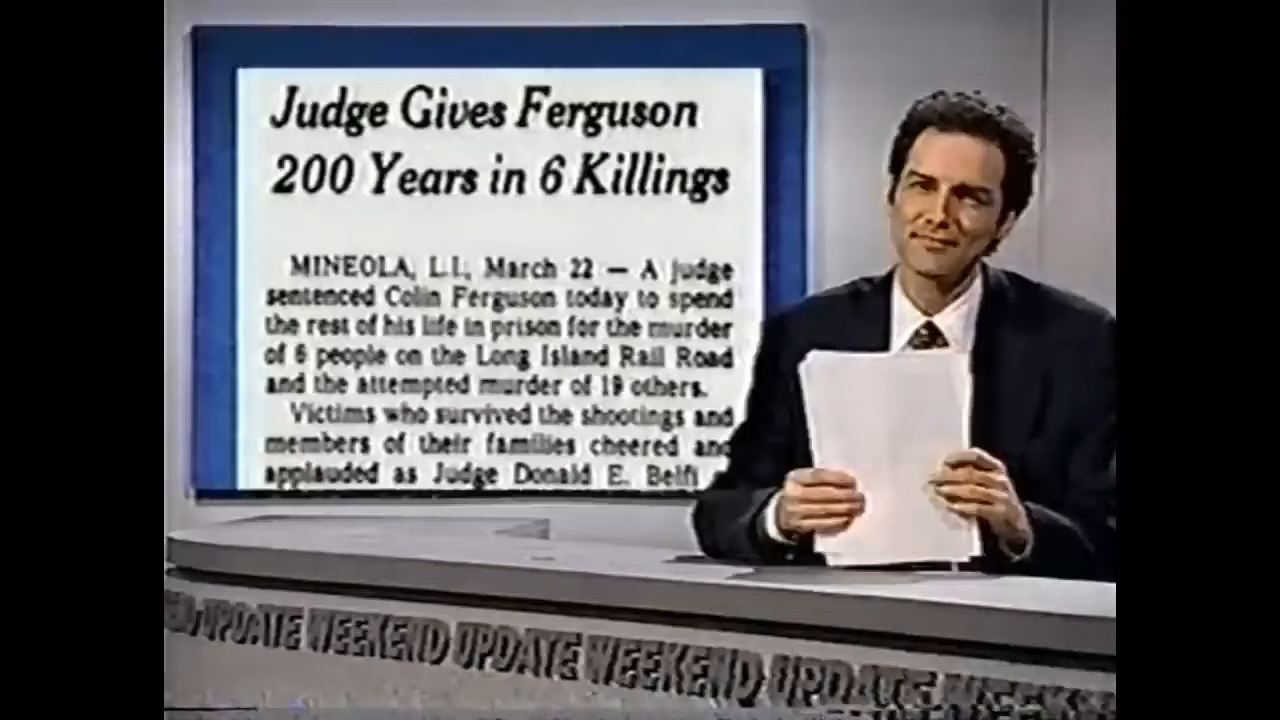 Judge Gives Ferguson
200 Years in 6 Killings
MINEOLA, L.I., March 22 — A judge
sentenced Colin Ferguson today to spend
the rest of his life in prison for the murder
of 6 people on the Long Island Rail Road
and the attempted murder of 19 others.
Victims who survived the shootings and
members of their families cheered and
applauded as Judge Donald E. Belfi
UPDATE WEEKEND UPDATE WEEKEND UPDATE WEEK